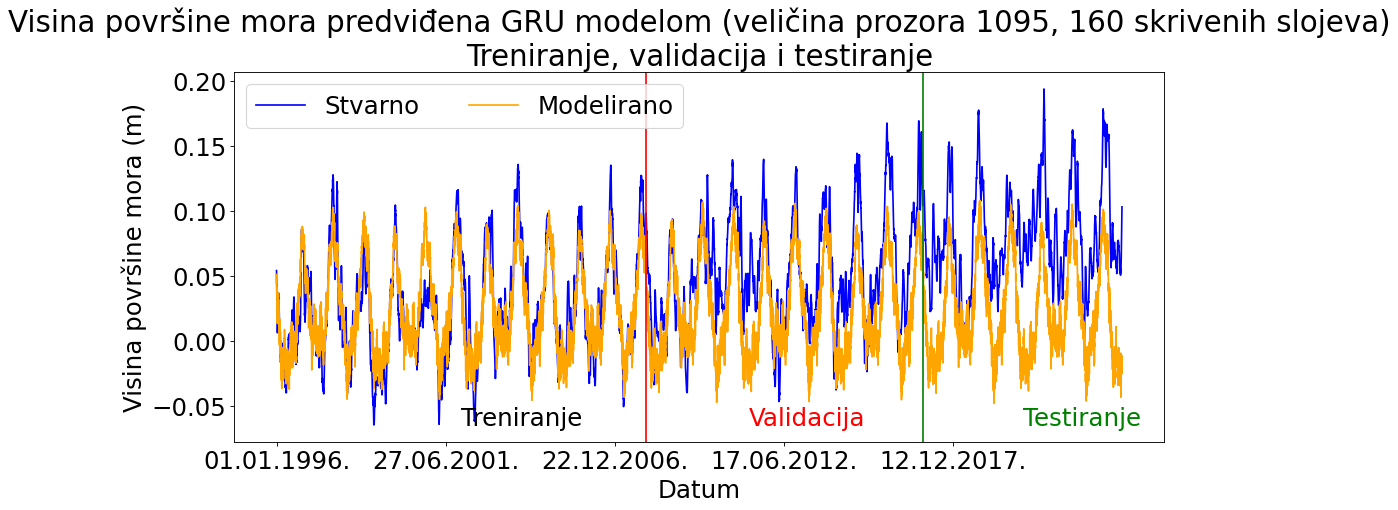 Visina površine mora predviđena GRU modelom (veličina prozora 1095, 160 skrivenih slojeva)
Treniranje, validacija i testiranje
Stvarno
Modelirano
Visina površine mora (m)
0.20
0.15
0.10
0.05
0.00
−0.05
Treniranje
Validacija
Testiranje
01.01.1996.
27.06.2001.
22.12.2006.
17.06.2012.
12.12.2017.
Datum